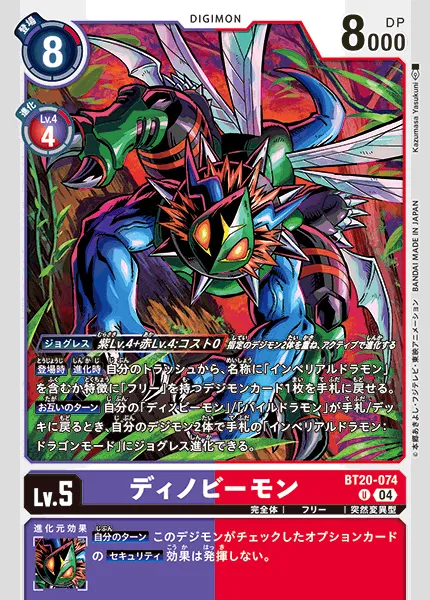 登場
8
DIGIMON
8000
DP
進化
Lv.4
4
Kazumasa Yasukuni
BANDAI MADE IN JAPAN
©本郷あきよし・フジテレビ・東映アニメーション
ジョグレス 紫Lv.4+赤Lv.4:コスト0 指定のデジモン2体を重ね、アクティブで進化する
登場時 進化時 自分のトラッシュから、名称に「インペリアルドラモン」
を含むか特徴に「フリー」を持つデジモンカード1枚を手札に戻せる。
お互いのターン 自分の「ディノビーモン」/「パイルドラモン」が手札/デッ
キに戻るとき、自分のデジモン2体で手札の「インペリアルドラモン:
ドラゴンモード」にジョグレス進化できる。
Lv.5
ディノビーモン
BT20-074
U 04
完全体 フリー 突然変異型
進化元効果
自分のターン このデジモンがチェックしたオプションカード
の セキュリティ 効果は発揮しない。